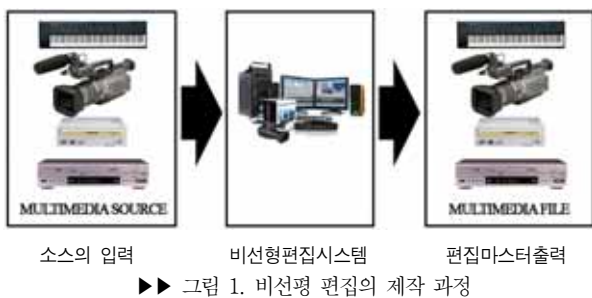 MULTIMEDIA SOURCE
MULTIMEDIA FILE
소스의 입력
비선형편집시스템
편집마스터출력
▶▶ 그림 1. 비선평 편집의 제작 과정